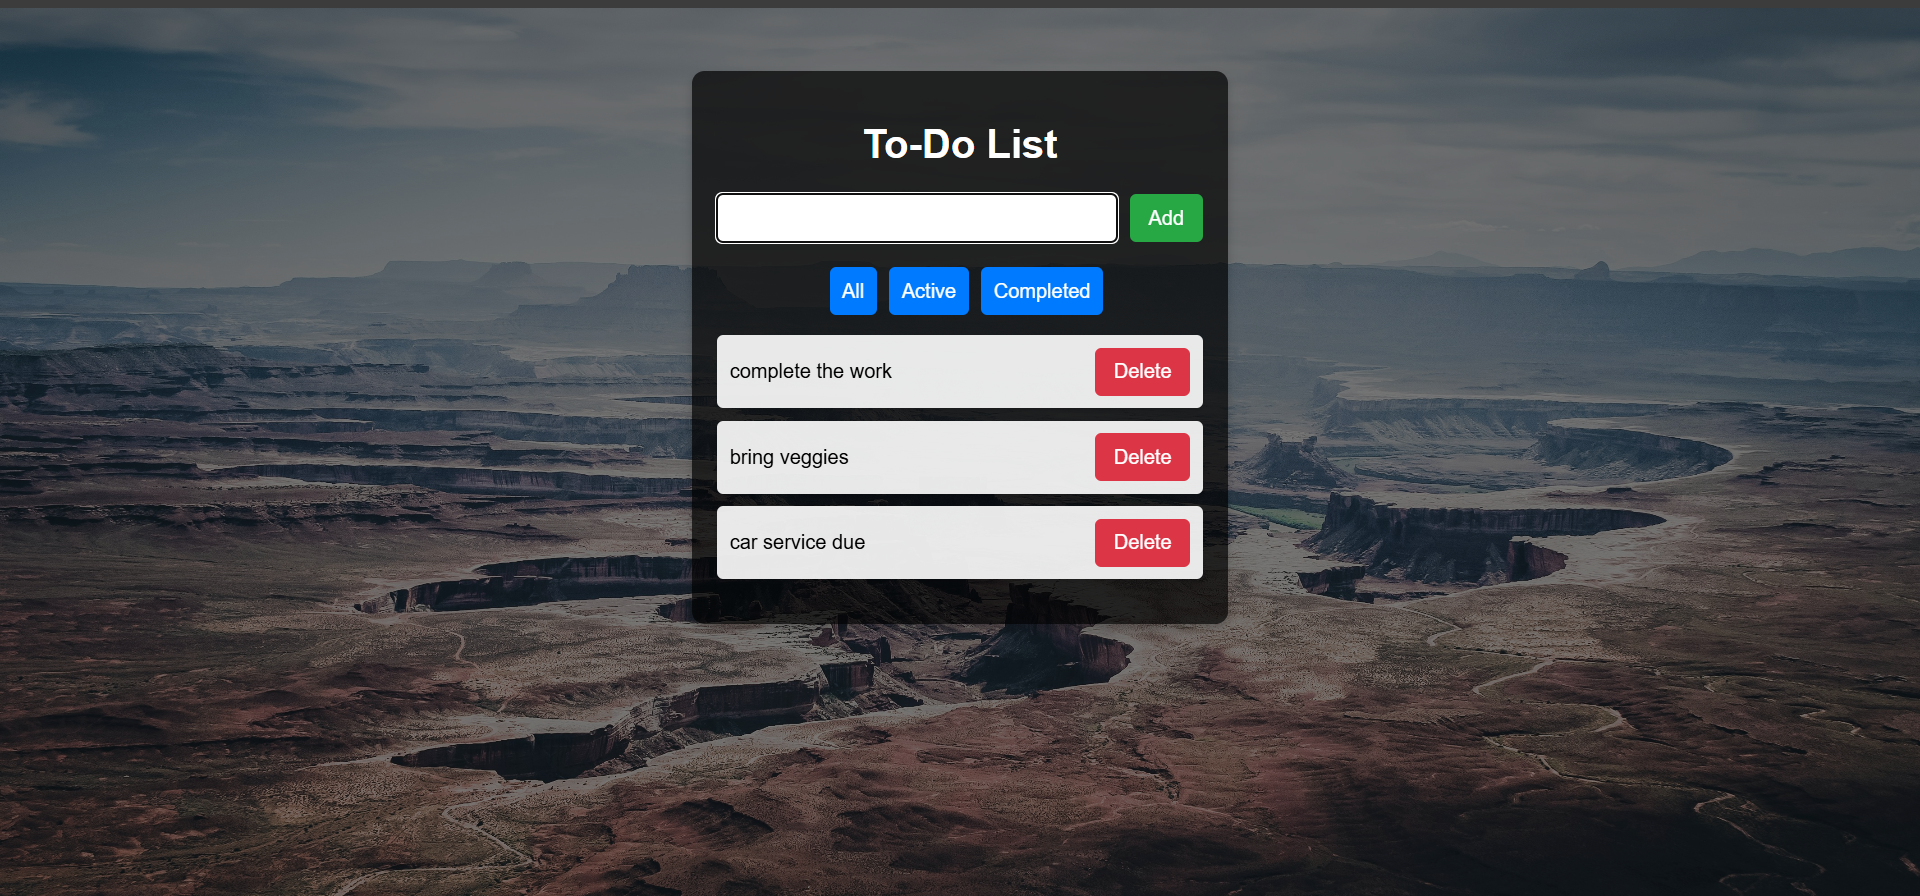 To-Do List
Add
All Active Completed
complete the work Delete
bring veggies Delete
car service due Delete